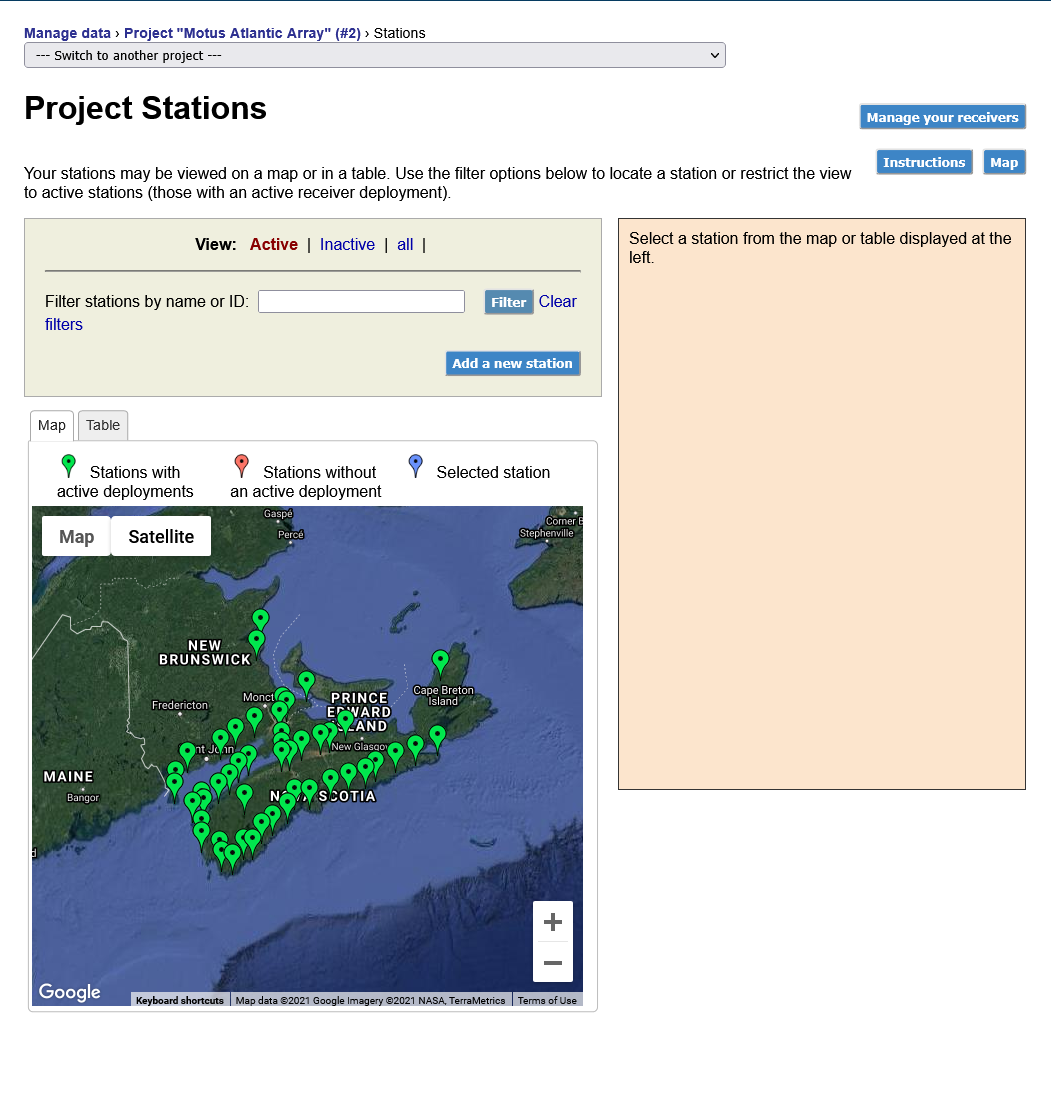 Manage data › Project "Motus Atlantic Array" (#2) › Stations
--- Switch to another project ---
Project Stations
Manage your receivers
Instructions
Map
Your stations may be viewed on a map or in a table. Use the filter options below to locate a station or restrict the view
to active stations (those with an active receiver deployment).
View: Active | Inactive | all |
Filter stations by name or ID:
Filter
Clear
filters
Add a new station
Select a station from the map or table displayed at the
left.
Map
Table
Stations with
active deployments
Stations without
an active deployment
Selected station
Map
Satellite
Gaspé
Percé
Corner B
Stephenville
NEW
BRUNSWICK
Fredericton
Monct
PRINCE
Cape Breton
Island
New Glasgow
MAINE
Bangor
Google
Keyboard shortcuts
Map data ©2021 Google Imagery ©2021 NASA, TerraMetrics
Terms of Use